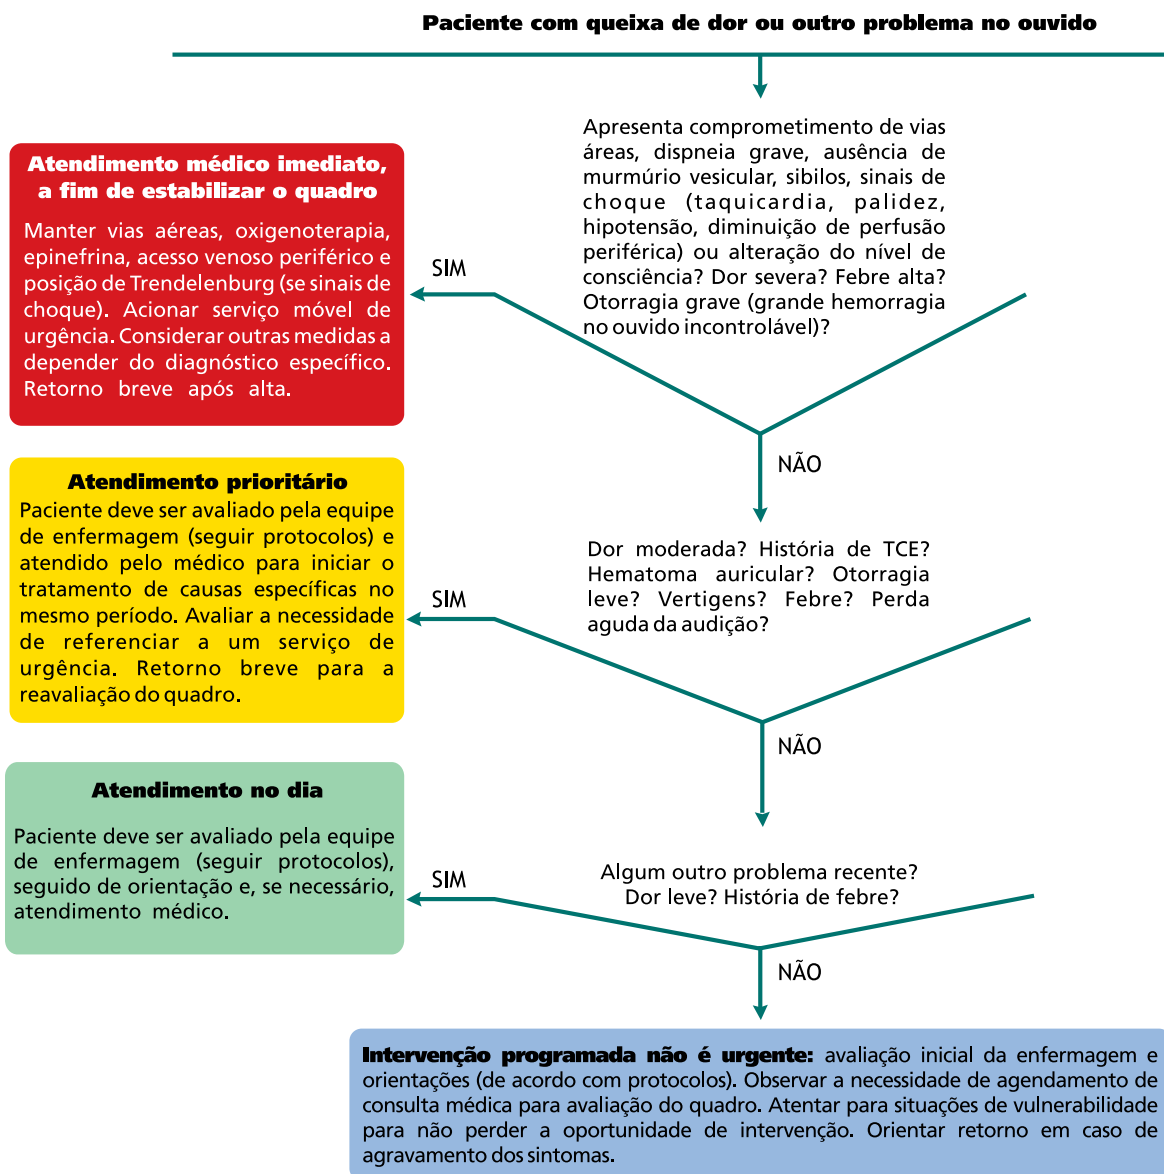 Paciente com queixa de dor ou outro problema no ouvido
Apresenta comprometimento de vias
áreas, dispneia grave, ausência de
murmúrio vesicular, sibilos, sinais de
choque (taquicardia, palidez,
hipotensão, diminuição de perfusão
periférica) ou alteração do nível de
consciência? Dor severa? Febre alta?
Otorragia grave (grande hemorragia
no ouvido incontrolável)?
SIM
Atendimento médico imediato,
a fim de estabilizar o quadro
Manter vias aéreas, oxigenoterapia,
epinefrina, acesso venoso periférico e
posição de Trendelenburg (se sinais de
choque). Acionar serviço móvel de
urgência. Considerar outras medidas a
depender do diagnóstico específico.
Retorno breve após alta.
NÃO
Dor moderada? História de TCE?
Hematoma auricular? Otorragia
leve? Vertigens? Febre? Perda
aguda da audição?
SIM
Atendimento prioritário
Paciente deve ser avaliado pela equipe
de enfermagem (seguir protocolos) e
atendido pelo médico para iniciar o
tratamento de causas específicas no
mesmo período. Avaliar a necessidade
de referenciar a um serviço de
urgência. Retorno breve para a
reavaliação do quadro.
NÃO
Algum outro problema recente?
Dor leve? História de febre?
SIM
Atendimento no dia
Paciente deve ser avaliado pela equipe
de enfermagem (seguir protocolos),
seguido de orientação e, se necessário,
atendimento médico.
NÃO
Intervenção programada não é urgente: avaliação inicial da enfermagem e
orientações (de acordo com protocolos). Observar a necessidade de agendamento de
consulta médica para avaliação do quadro. Atentar para situações de vulnerabilidade
para não perder a oportunidade de intervenção. Orientar retorno em caso de
agravamento dos sintomas.